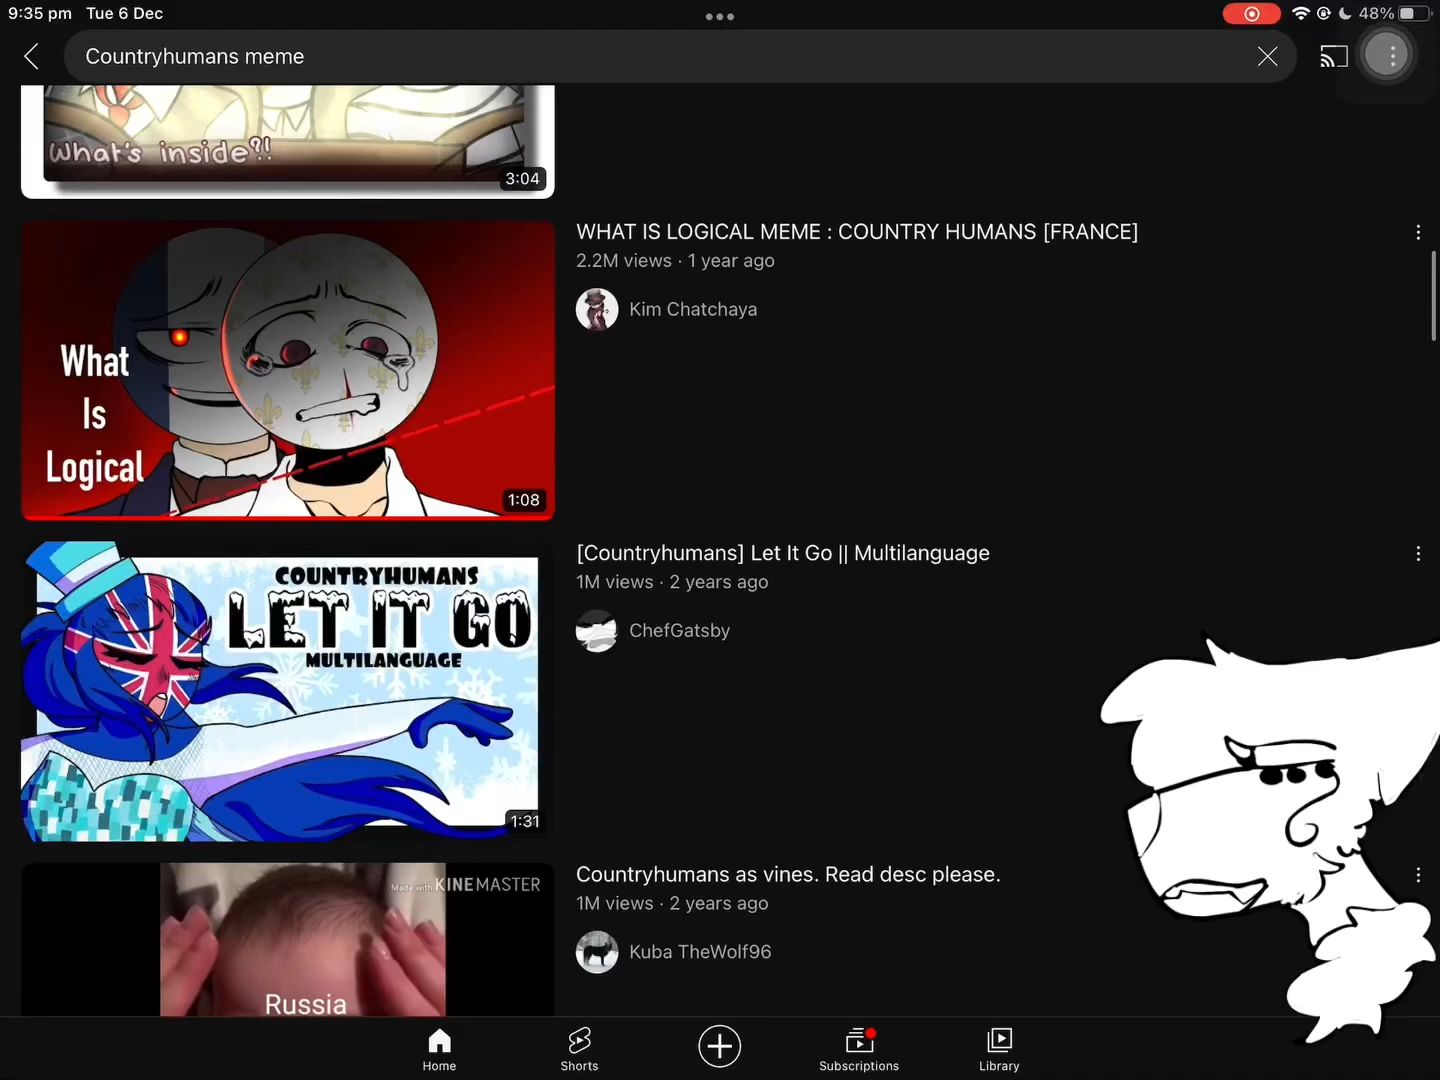 9:35 pm Tue 6 Dec
48%
Countryhumans meme
What's inside?!
3:04
WHAT IS LOGICAL MEME : COUNTRY HUMANS [FRANCE]
2.2M views · 1 year ago
Kim Chatchaya
What
Is
Logical
1:08
[Countryhumans] Let It Go || Multilanguage
1M views · 2 years ago
ChefGatsby
COUNTRYHUMANS
LET IT GO
MULTILANGUAGE
1:31
Countryhumans as vines. Read desc please.
1M views · 2 years ago
Kuba TheWolf96
Made with KINEMASTER
Russia
Home
Shorts
Subscriptions
Library